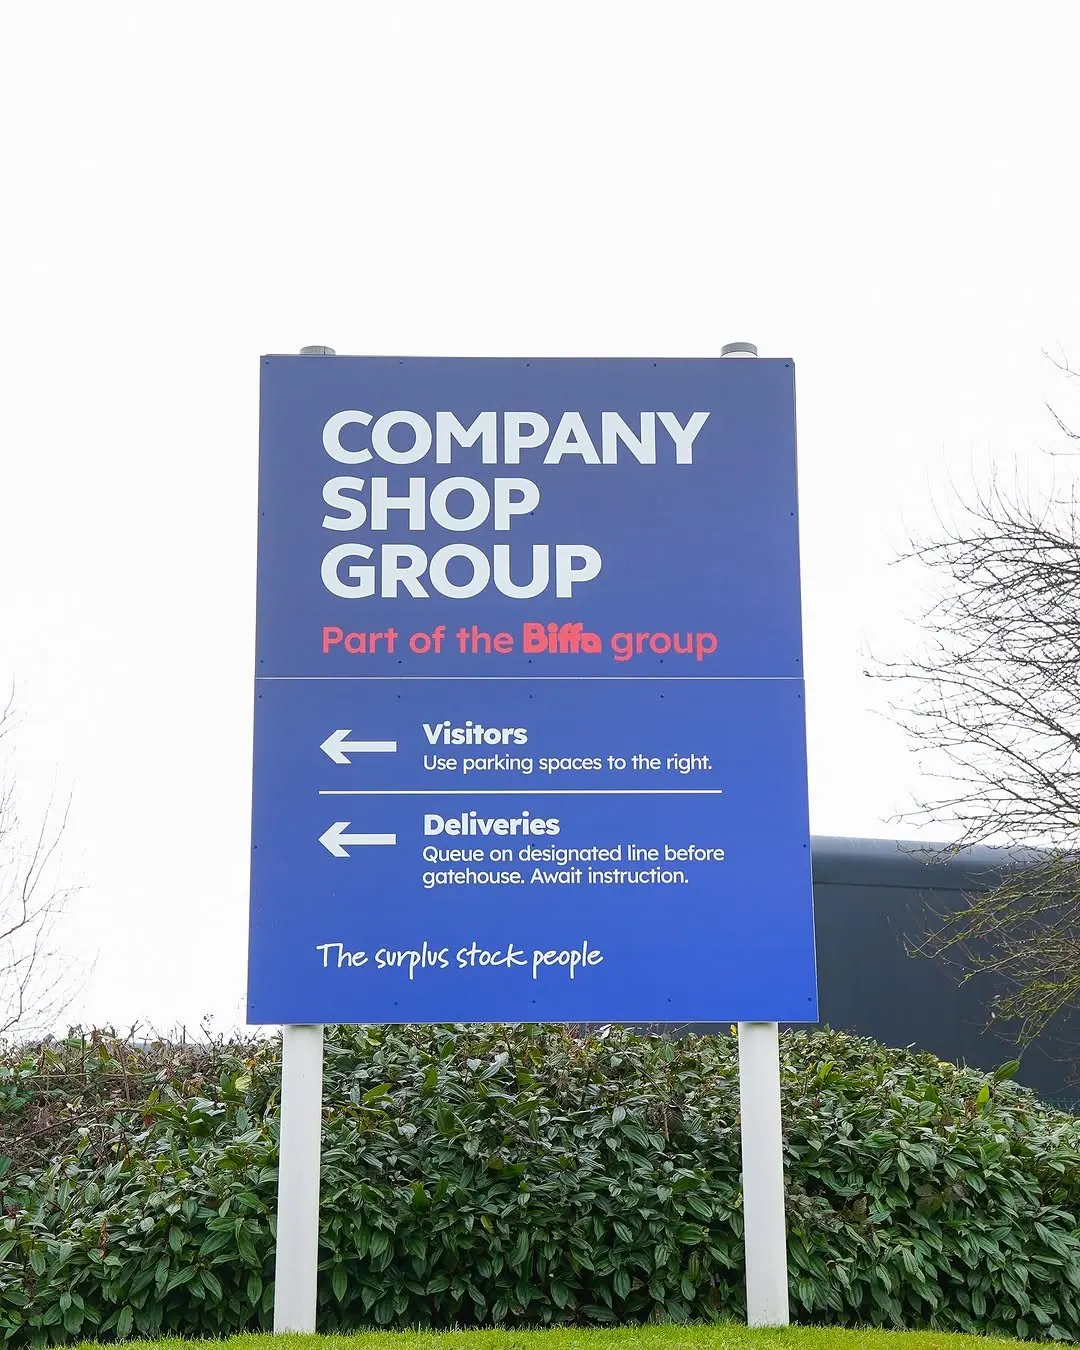 COMPANY
SHOP
GROUP
Part of the Biffa group
Visitors
Use parking spaces to the right.
Deliveries
Queue on designated line before
gatehouse. Await instruction.
The surplus stock people